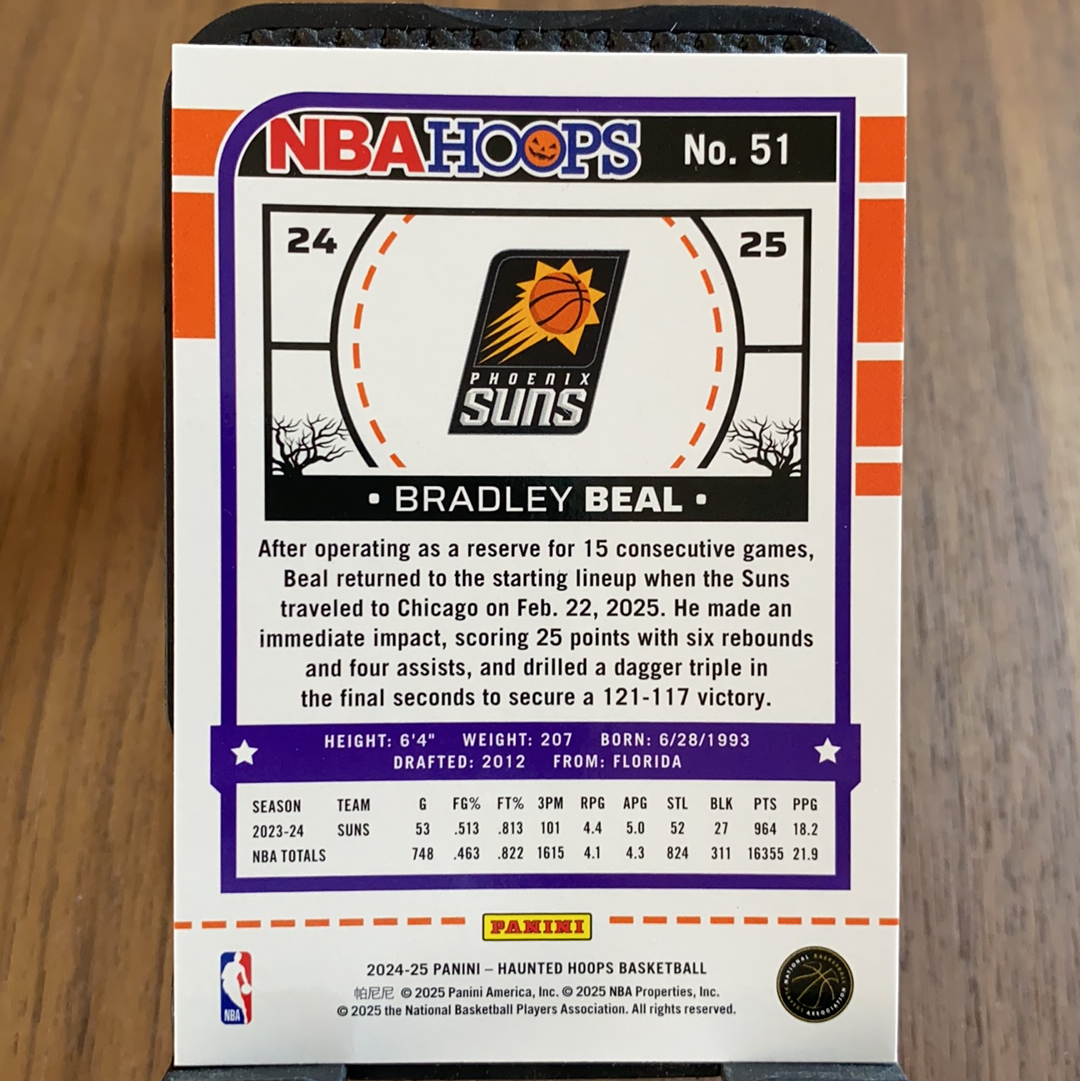 NBA HOOPS No. 51
24 25
PHOENIX
SUNS
• BRADLEY BEAL •
After operating as a reserve for 15 consecutive games,
Beal returned to the starting lineup when the Suns
traveled to Chicago on Feb. 22, 2025. He made an
immediate impact, scoring 25 points with six rebounds
and four assists, and drilled a dagger triple in
the final seconds to secure a 121-117 victory.
HEIGHT: 6'4" WEIGHT: 207 BORN: 6/28/1993
DRAFTED: 2012 FROM: FLORIDA
SEASON TEAM G FG% FT% 3PM RPG APG STL BLK PTS PPG
2023-24 SUNS 53 .513 .813 101 4.4 5.0 52 27 964 18.2
NBA TOTALS 748 .463 .822 1615 4.1 4.3 824 311 16355 21.9
PANINI
2024-25 PANINI – HAUNTED HOOPS BASKETBALL
帕尼尼 © 2025 Panini America, Inc. © 2025 NBA Properties, Inc.
© 2025 the National Basketball Players Association. All rights reserved.
NBA
NATIONAL BASKETBALL
PLAYERS ASSOCIATION